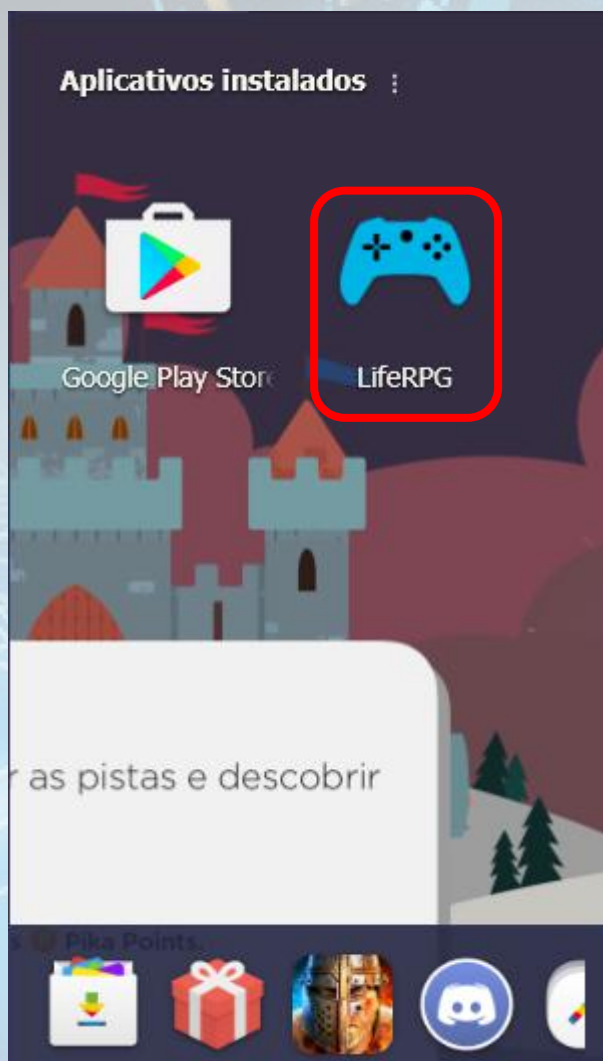 Aplicativos instalados
Google Play Stor
LifeRPG
r as pistas e descobrir
s
Pika Points.